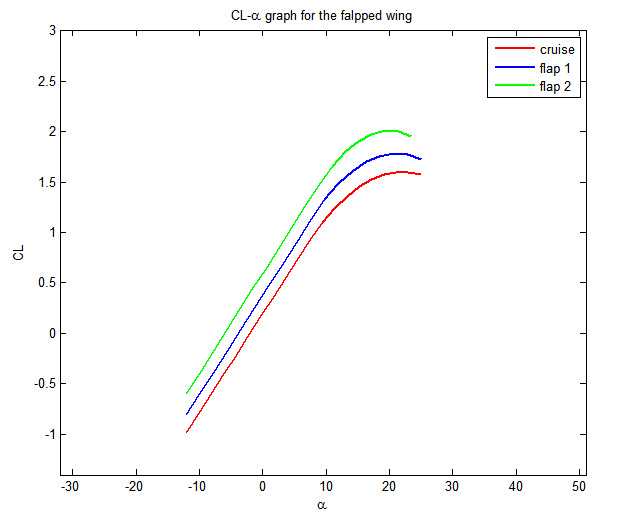 CL-α graph for the falpped wing
cruise
flap 1
flap 2
3
2.5
2
1.5
1
0.5
0
-0.5
-1
CL
-30 -20 -10 0 10 20 30 40 50
α